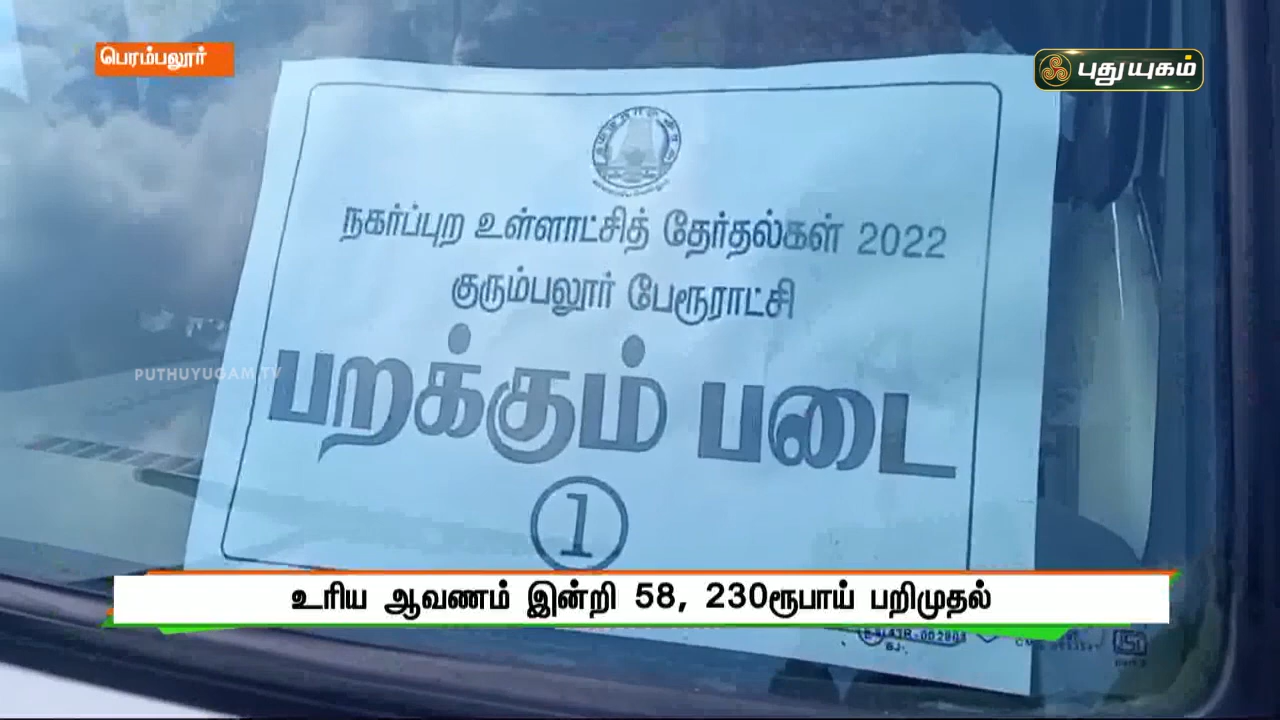 பெரம்பலூர்
புதுயுகம்
நகர்ப்புற உள்ளாட்சித் தேர்தல்கள் 2022
குரும்பலூர் பேரூராட்சி
பறக்கும் படை
1
PUTHUYUGAM TV
உரிய ஆவணம் இன்றி 58, 230ரூபாய் பறிமுதல்